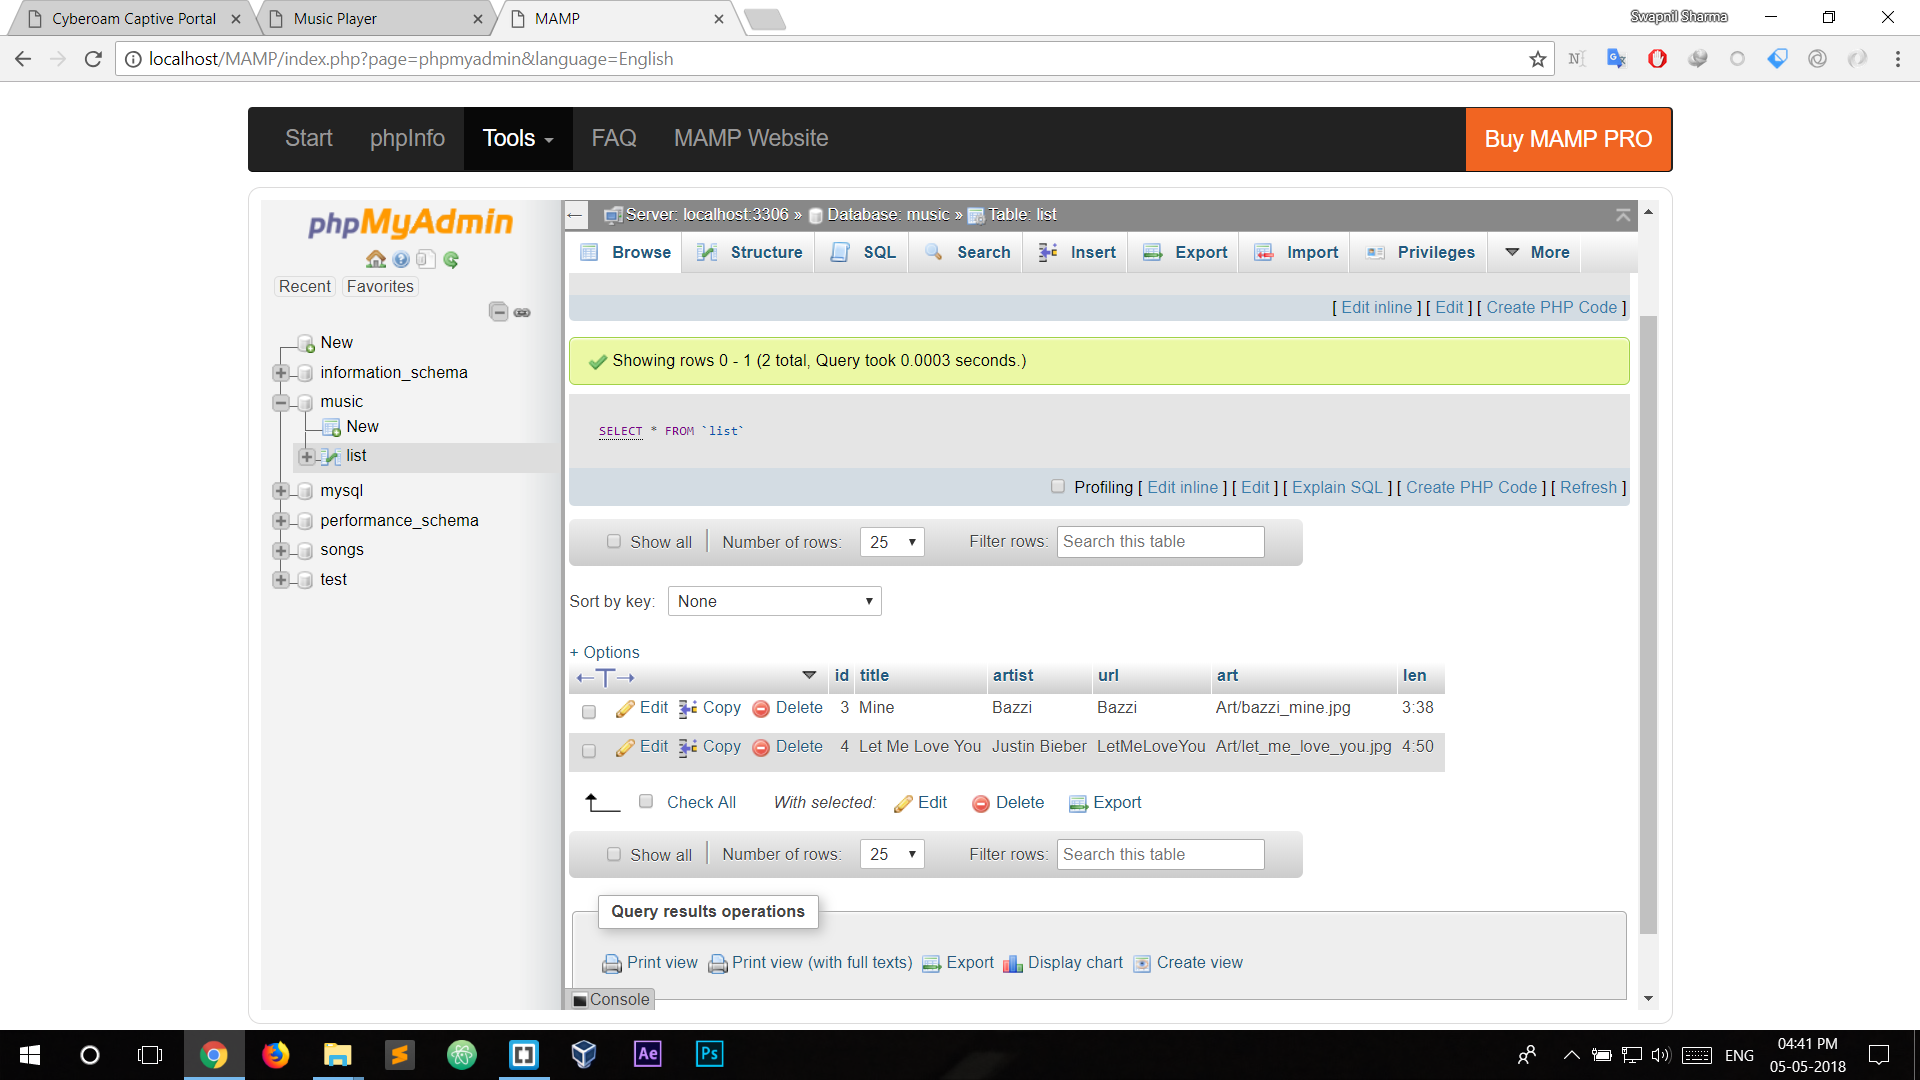 Cyberoam Captive Portal
Music Player
MAMP
Swapnil Sharma
localhost/MAMP/index.php?page=phpmyadmin&language=English
Start
phpInfo
Tools
FAQ
MAMP Website
Buy MAMP PRO
phpMyAdmin
Recent
Favorites
New
information_schema
music
New
list
mysql
performance_schema
songs
test
Server: localhost:3306 » Database: music » Table: list
Browse
Structure
SQL
Search
Insert
Export
Import
Privileges
More
[ Edit inline ] [ Edit ] [ Create PHP Code ]
Showing rows 0 - 1 (2 total, Query took 0.0003 seconds.)
SELECT * FROM `list`
Profiling [ Edit inline ] [ Edit ] [ Explain SQL ] [ Create PHP Code ] [ Refresh ]
Show all
Number of rows: 25
Filter rows: Search this table
Sort by key: None
+ Options
id title artist url art len
Edit Copy Delete 3 Mine Bazzi Bazzi Art/bazzi_mine.jpg 3:38
Edit Copy Delete 4 Let Me Love You Justin Bieber LetMeLoveYou Art/let_me_love_you.jpg 4:50
Check All With selected: Edit Delete Export
Show all
Number of rows: 25
Filter rows: Search this table
Query results operations
Print view Print view (with full texts) Export Display chart Create view
Console
Ae
Ps
ENG
04:41 PM
05-05-2018